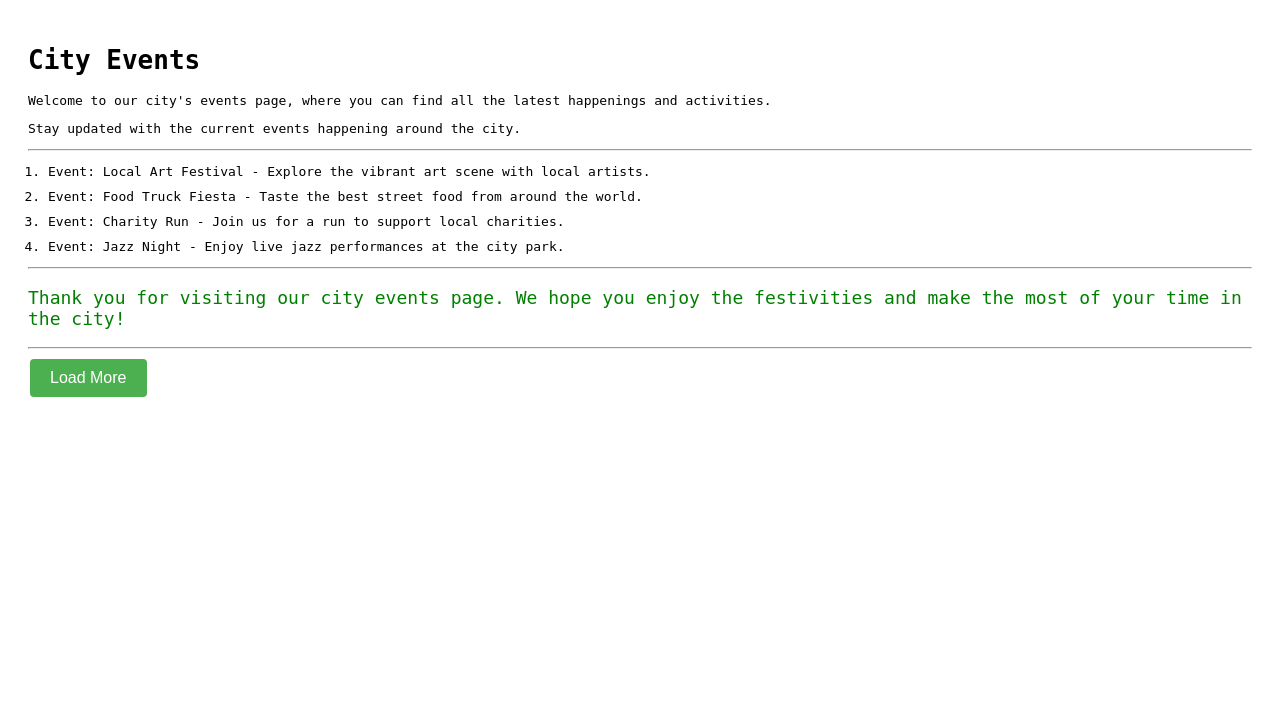 City Events
Welcome to our city's events page, where you can find all the latest happenings and activities.
Stay updated with the current events happening around the city.
1. Event: Local Art Festival - Explore the vibrant art scene with local artists.
2. Event: Food Truck Fiesta - Taste the best street food from around the world.
3. Event: Charity Run - Join us for a run to support local charities.
4. Event: Jazz Night - Enjoy live jazz performances at the city park.
Thank you for visiting our city events page. We hope you enjoy the festivities and make the most of your time in
the city!
Load More